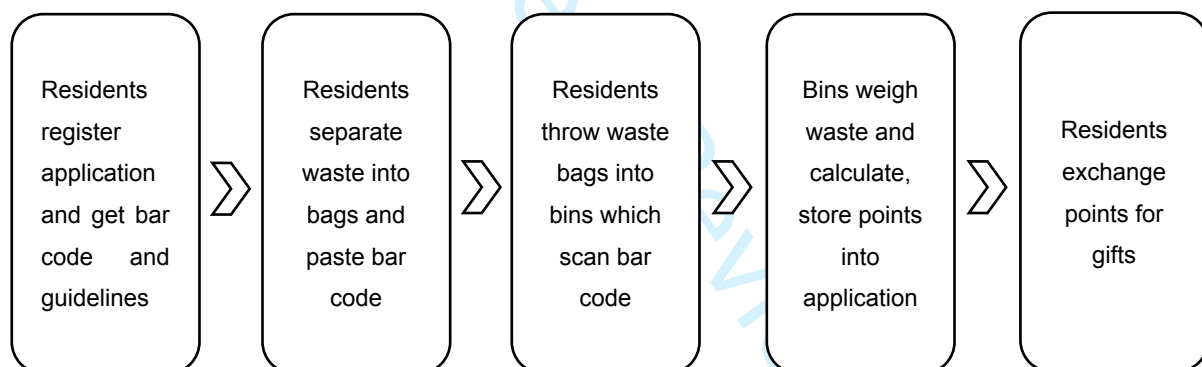 Residents
register
application
and get bar
code and
guidelines
Residents
separate
waste into
bags and
paste bar
code
Residents
throw waste
bags into
bins which
scan bar
code
Bins weigh
waste and
calculate,
store points
into
application
Residents
exchange
points for
gifts